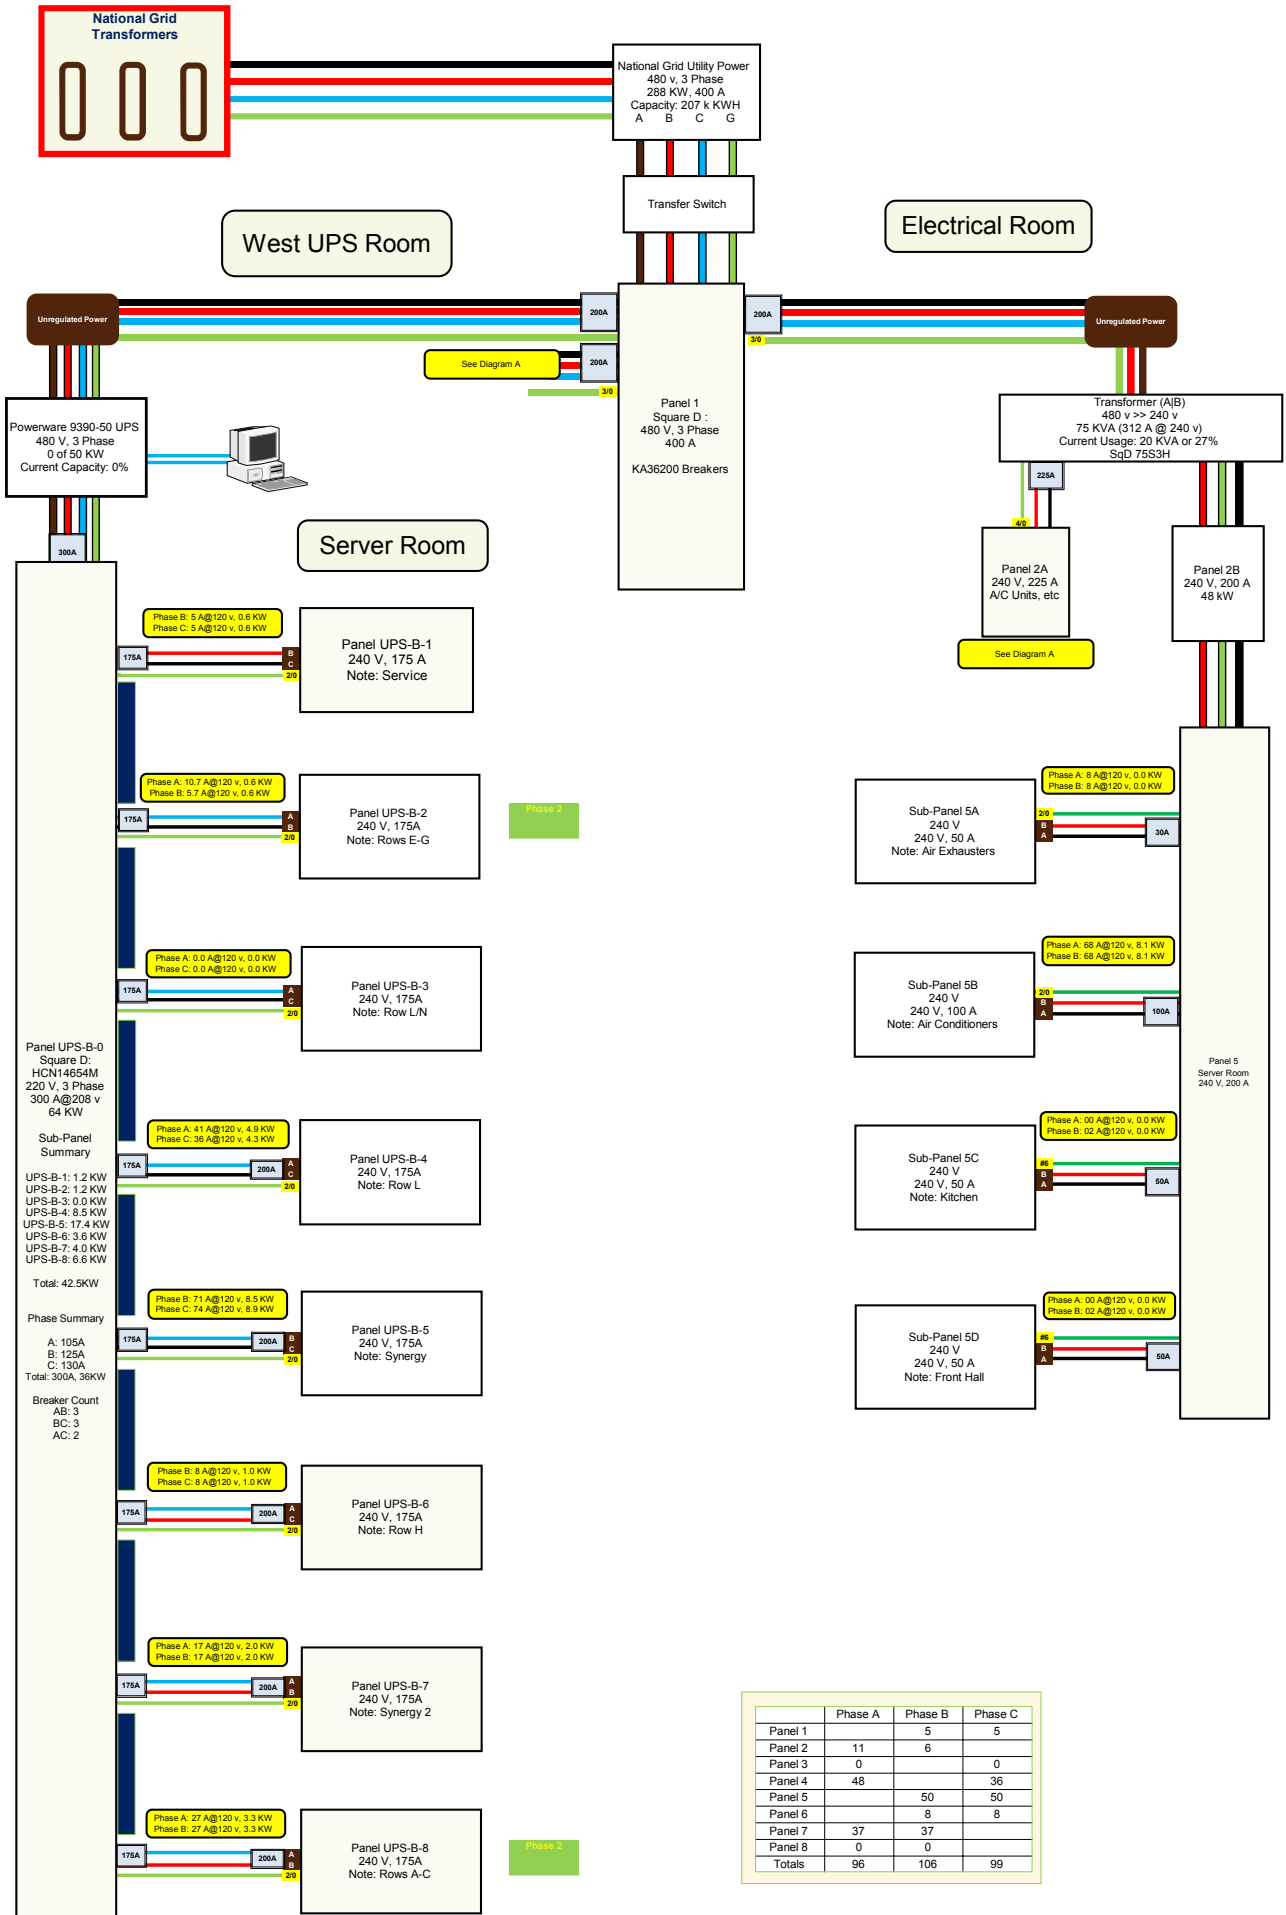 National Grid
Transformers
National Grid Utility Power
480 v, 3 Phase
288 KW, 400 A
Capacity: 207 k KWH
A B C G
Transfer Switch
West UPS Room
Electrical Room
Unregulated Power
200A
200A
Unregulated Power
3/0
See Diagram A
200A
3/0
Panel 1
Square D :
480 V, 3 Phase
400 A
KA36200 Breakers
Transformer (A|B)
480 v >> 240 v
75 KVA (312 A @ 240 v)
Current Usage: 20 KVA or 27%
SqD 75S3H
Powerware 9390-50 UPS
480 V, 3 Phase
0 of 50 KW
Current Capacity: 0%
225A
4/0
Panel 2A
240 V, 225 A
A/C Units, etc
See Diagram A
Panel 2B
240 V, 200 A
48 kW
Server Room
300A
Panel UPS-B-0
Square D:
HCN14654M
220 V, 3 Phase
300 A@208 v
64 KW
Sub-Panel
Summary
UPS-B-1: 1.2 KW
UPS-B-2: 1.2 KW
UPS-B-3: 0.0 KW
UPS-B-4: 8.5 KW
UPS-B-5: 17.4 KW
UPS-B-6: 3.6 KW
UPS-B-7: 4.0 KW
UPS-B-8: 6.6 KW
Total: 42.5KW
Phase Summary
A: 105A
B: 125A
C: 130A
Total: 300A, 36KW
Breaker Count
AB: 3
BC: 3
AC: 2
Phase B: 5 A@120 v, 0.6 KW
Phase C: 5 A@120 v, 0.6 KW
175A
B
C
2/0
Panel UPS-B-1
240 V, 175 A
Note: Service
Phase A: 10.7 A@120 v, 0.6 KW
Phase B: 5.7 A@120 v, 0.6 KW
175A
A
B
2/0
Panel UPS-B-2
240 V, 175A
Note: Rows E-G
Phase 2
Phase A: 0.0 A@120 v, 0.0 KW
Phase C: 0.0 A@120 v, 0.0 KW
175A
A
C
2/0
Panel UPS-B-3
240 V, 175A
Note: Row L/N
Phase A: 41 A@120 v, 4.9 KW
Phase C: 36 A@120 v, 4.3 KW
175A
200A
A
C
2/0
Panel UPS-B-4
240 V, 175A
Note: Row L
Phase B: 71 A@120 v, 8.5 KW
Phase C: 74 A@120 v, 8.9 KW
175A
200A
B
C
2/0
Panel UPS-B-5
240 V, 175A
Note: Synergy
Phase B: 8 A@120 v, 1.0 KW
Phase C: 8 A@120 v, 1.0 KW
175A
200A
A
C
2/0
Panel UPS-B-6
240 V, 175A
Note: Row H
Phase A: 17 A@120 v, 2.0 KW
Phase B: 17 A@120 v, 2.0 KW
175A
200A
A
B
2/0
Panel UPS-B-7
240 V, 175A
Note: Synergy 2
Phase A: 27 A@120 v, 3.3 KW
Phase B: 27 A@120 v, 3.3 KW
175A
200A
A
B
2/0
Panel UPS-B-8
240 V, 175A
Note: Rows A-C
Phase 2
Phase A: 8 A@120 v, 0.0 KW
Phase B: 8 A@120 v, 0.0 KW
Sub-Panel 5A
240 V
240 V, 50 A
Note: Air Exhausters
2/0
B
A
30A
Phase A: 68 A@120 v, 8.1 KW
Phase B: 68 A@120 v, 8.1 KW
Sub-Panel 5B
240 V
240 V, 100 A
Note: Air Conditioners
2/0
B
A
100A
Panel 5
Server Room
240 V, 200 A
Phase A: 00 A@120 v, 0.0 KW
Phase B: 02 A@120 v, 0.0 KW
Sub-Panel 5C
240 V
240 V, 50 A
Note: Kitchen
#6
B
A
50A
Phase A: 00 A@120 v, 0.0 KW
Phase B: 02 A@120 v, 0.0 KW
Sub-Panel 5D
240 V
240 V, 50 A
Note: Front Hall
#6
B
A
50A
Phase A Phase B Phase C
Panel 1 5 5
Panel 2 11 6
Panel 3 0 0
Panel 4 48 36
Panel 5 50 50
Panel 6 8 8
Panel 7 37 37
Panel 8 0 0
Totals 96 106 99